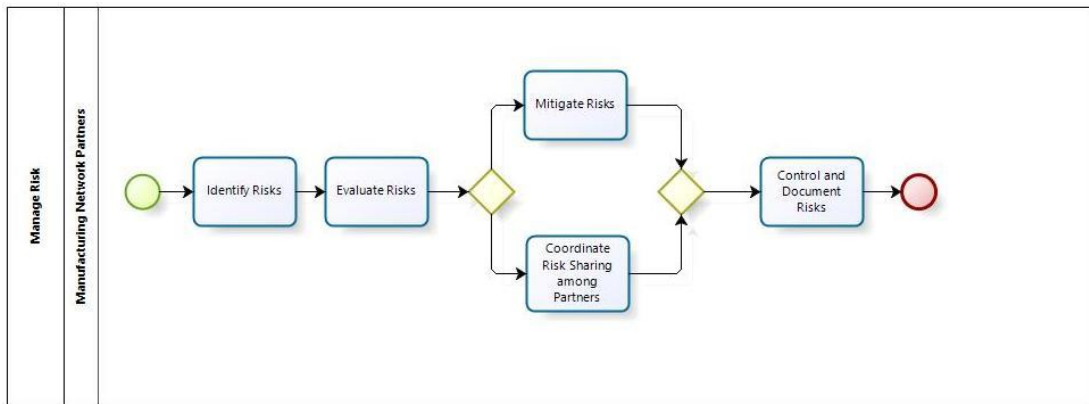 Manage Risk
Manufacturing Network Partners
Identify Risks
Evaluate Risks
Mitigate Risks
Coordinate
Risk Sharing
among
Partners
Control and
Document
Risks